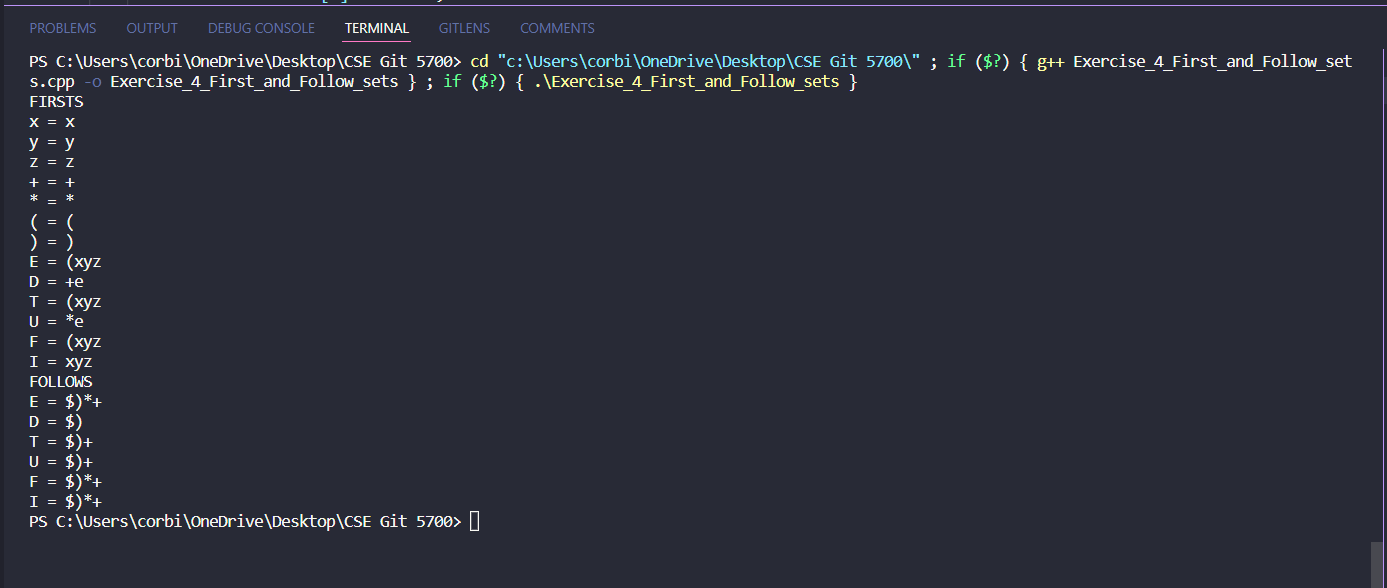 PROBLEMS OUTPUT DEBUG CONSOLE TERMINAL GITLENS COMMENTS
PS C:\Users\corbi\OneDrive\Desktop\CSE Git 5700> cd "c:\Users\corbi\OneDrive\Desktop\CSE Git 5700\" ; if ($?) { g++ Exercise_4_First_and_Follow_set
s.cpp -o Exercise_4_First_and_Follow_sets } ; if ($?) { .\Exercise_4_First_and_Follow_sets }
FIRSTS
x = x
y = y
z = z
+ = +
* = *
( = (
) = )
E = (xyz
D = +e
T = (xyz
U = *e
F = (xyz
I = xyz
FOLLOWS
E = $)*+
D = $)
T = $)+
U = $)+
F = $)*+
I = $)*+
PS C:\Users\corbi\OneDrive\Desktop\CSE Git 5700>